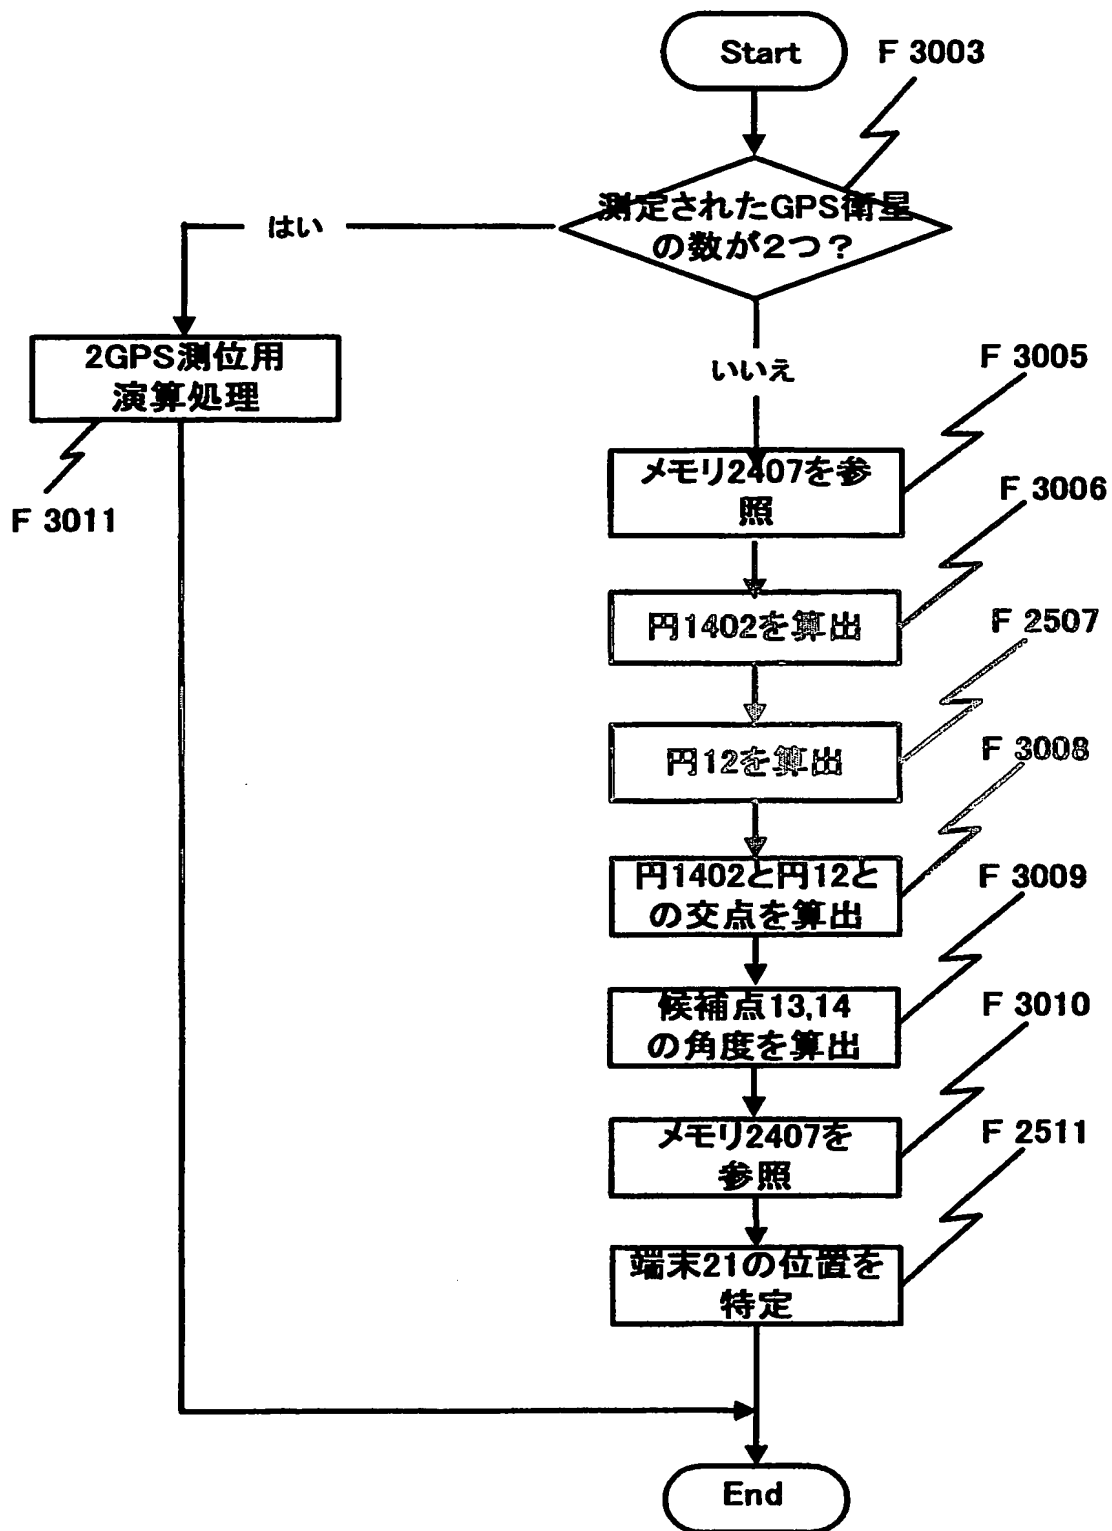 Start
F 3003
測定されたGPS衛星
の数が2つ?
はい
いいえ
2GPS測位用
演算処理
F 3011
F 3005
メモリ2407を参
照
F 3006
円1402を算出
F 2507
円12を算出
F 3008
円1402と円12と
の交点を算出
F 3009
候補点13,14
の角度を算出
F 3010
メモリ2407を
参照
F 2511
端末21の位置を
特定
End